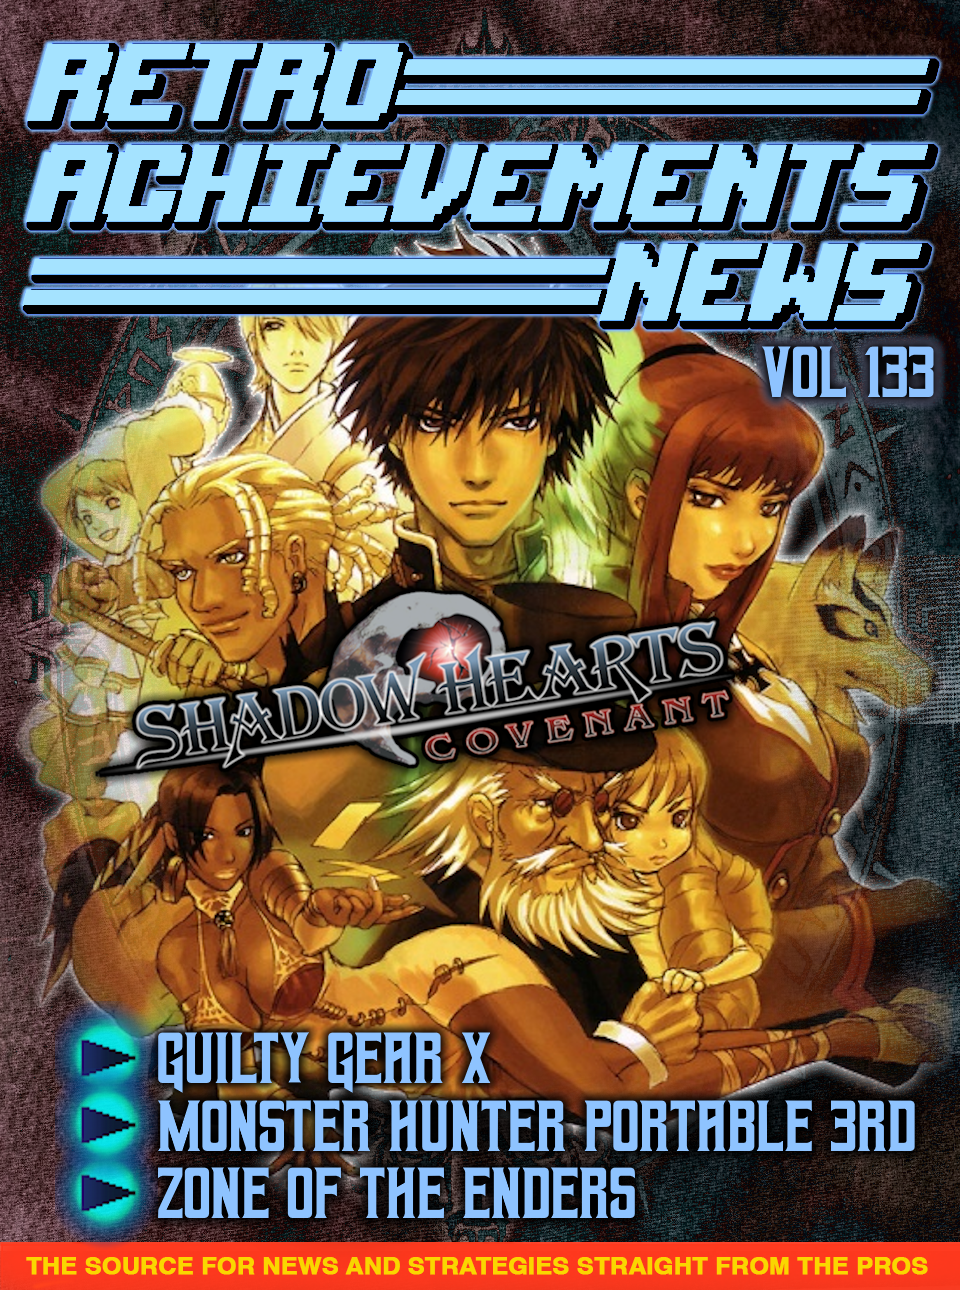 RETRO
ACHIEVEMENTS
NEWS
VOL 133
SHADOW HEARTS
COVENANT
GUILTY GEAR X
MONSTER HUNTER PORTABLE 3RD
ZONE OF THE ENDERS
THE SOURCE FOR NEWS AND STRATEGIES STRAIGHT FROM THE PROS